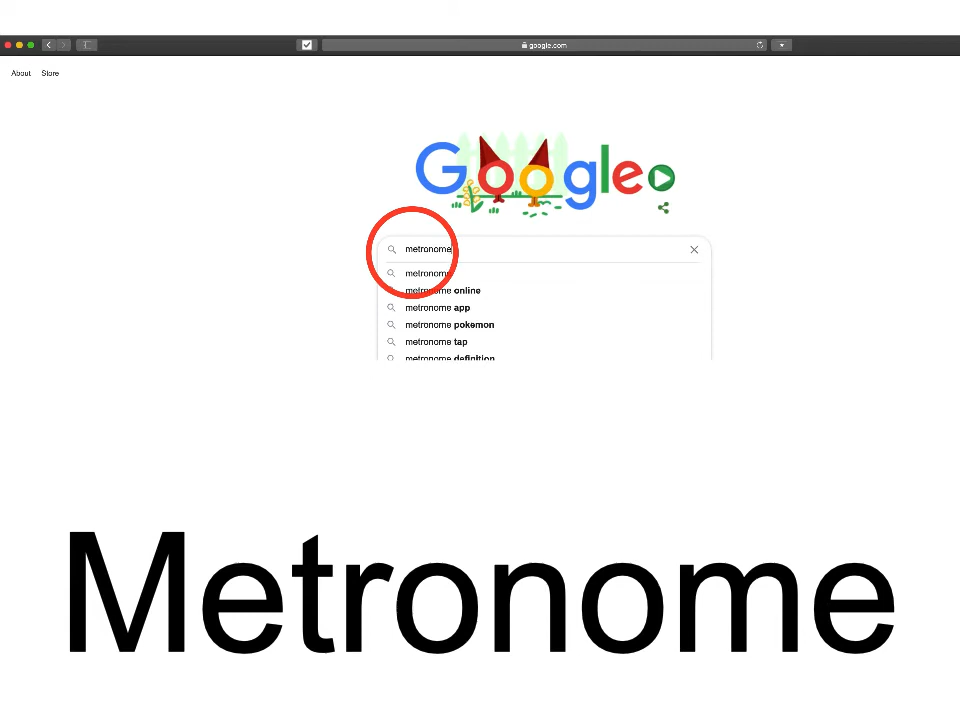 google.com
About Store
Google
metronome
metronome
metronome online
metronome app
metronome pokemon
metronome tap
metronome definition
Metronome